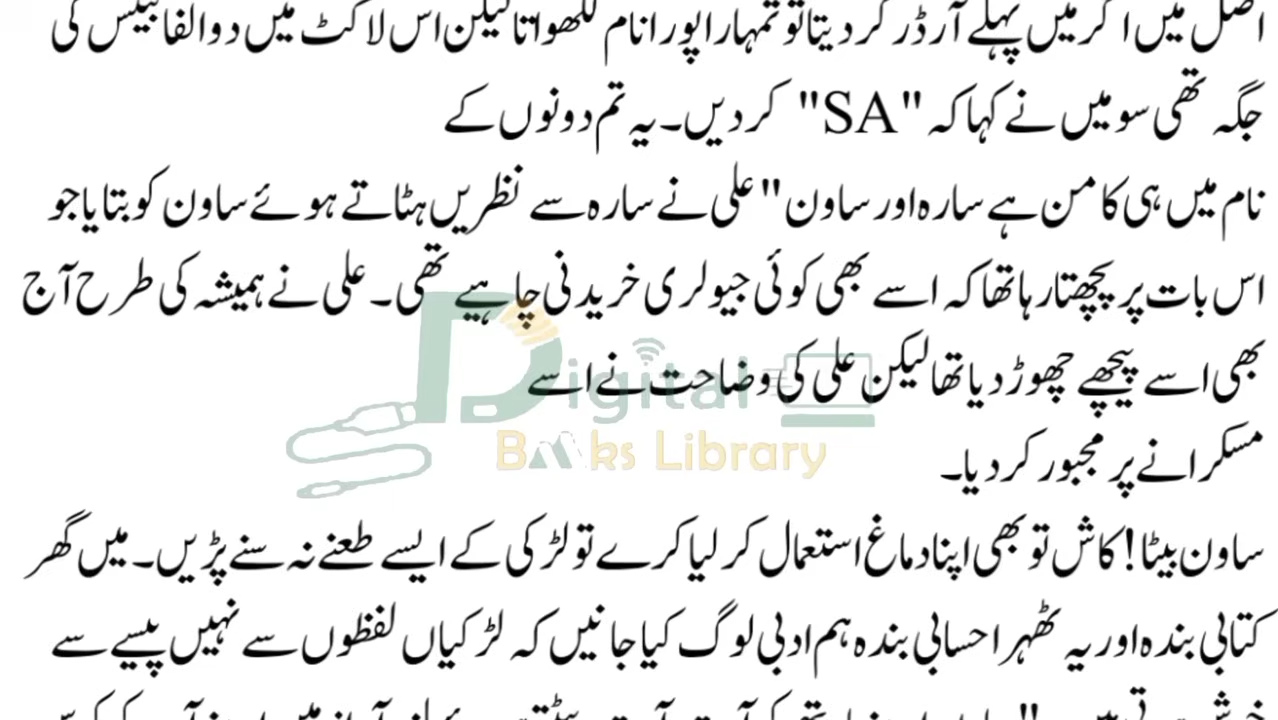 اصل میں اگر میں پہلے آرڈر کر دیتا تو تمہارا پورا نام لکھواتا لیکن اس لاکٹ میں دو الفابیٹس کی
جگہ تھی سو میں نے کہا کہ "SA" کر دیں۔ یہ تم دونوں کے
نام میں ہی کامن ہے سارہ اور ساون" علی نے سارہ سے نظریں ہٹاتے ہوئے ساون کو بتایا جو
اس بات پر پچھتا رہا تھا کہ اسے بھی کوئی جیولری خریدنی چاہیے تھی۔ علی نے ہمیشہ کی طرح آج
بھی اسے پیچھے چھوڑ دیا تھا لیکن علی کی وضاحت نے اسے
Digital
Books Library
مسکرانے پر مجبور کر دیا۔
ساون بیٹا! کاش تو بھی اپنا دماغ استعمال کر لیا کرے تو لڑکی کے ایسے طعنے نہ سنے پڑیں۔ میں گھر
کتابی بندہ اور یہ ٹھہرا حسابی بندہ ہم ادبی لوگ کیا جانیں کہ لڑکیاں لفظوں سے نہیں پیسے سے